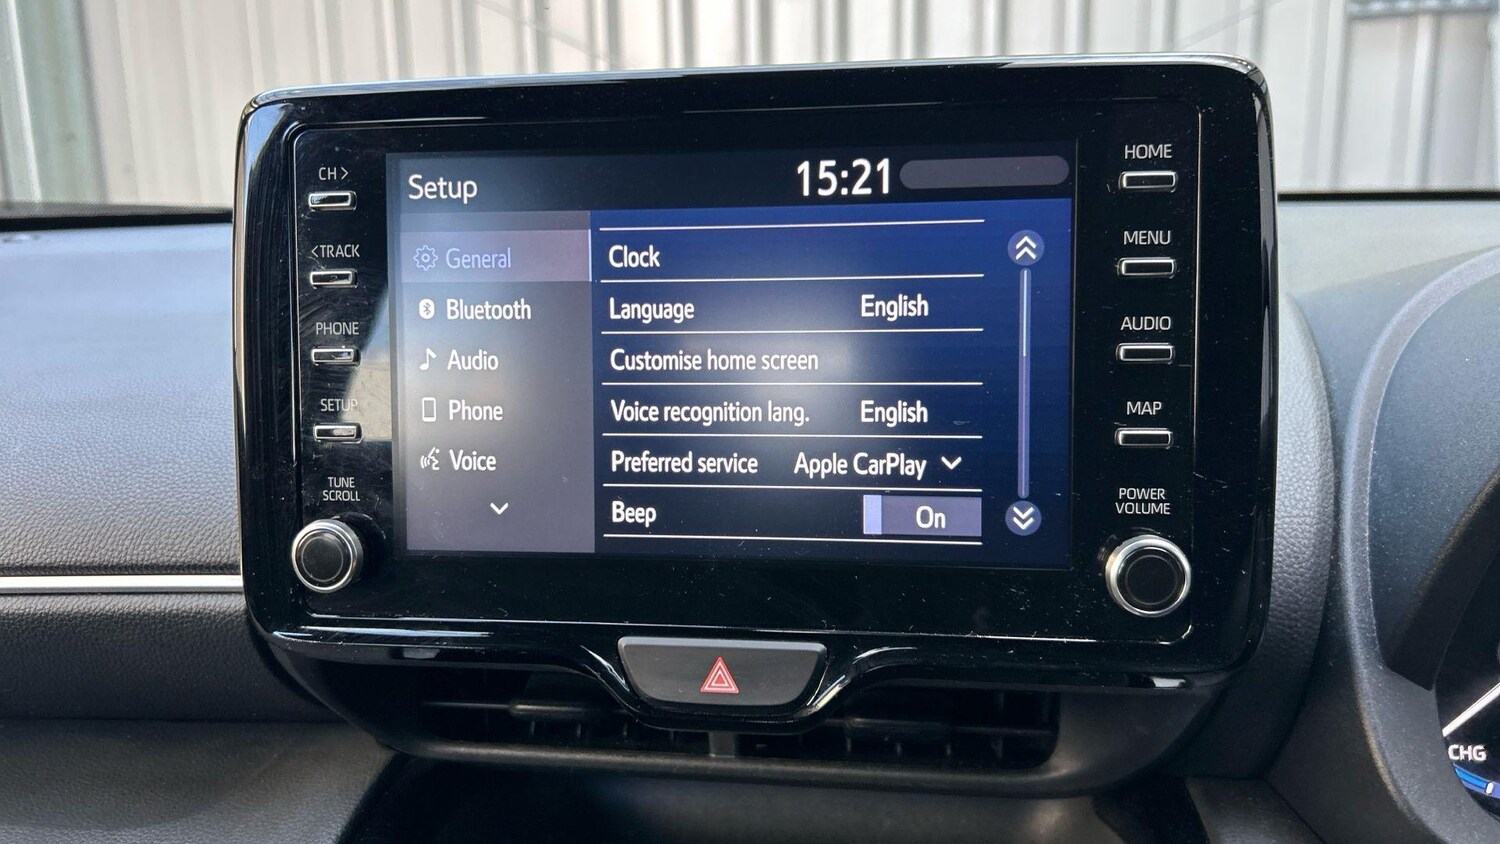 Setup
15:21
General
Bluetooth
Audio
Phone
Voice
Clock
Language English
Customise home screen
Voice recognition lang. English
Preferred service Apple CarPlay
Beep On
CH >
< TRACK
PHONE
SETUP
TUNE
SCROLL
HOME
MENU
AUDIO
MAP
POWER
VOLUME
CHG